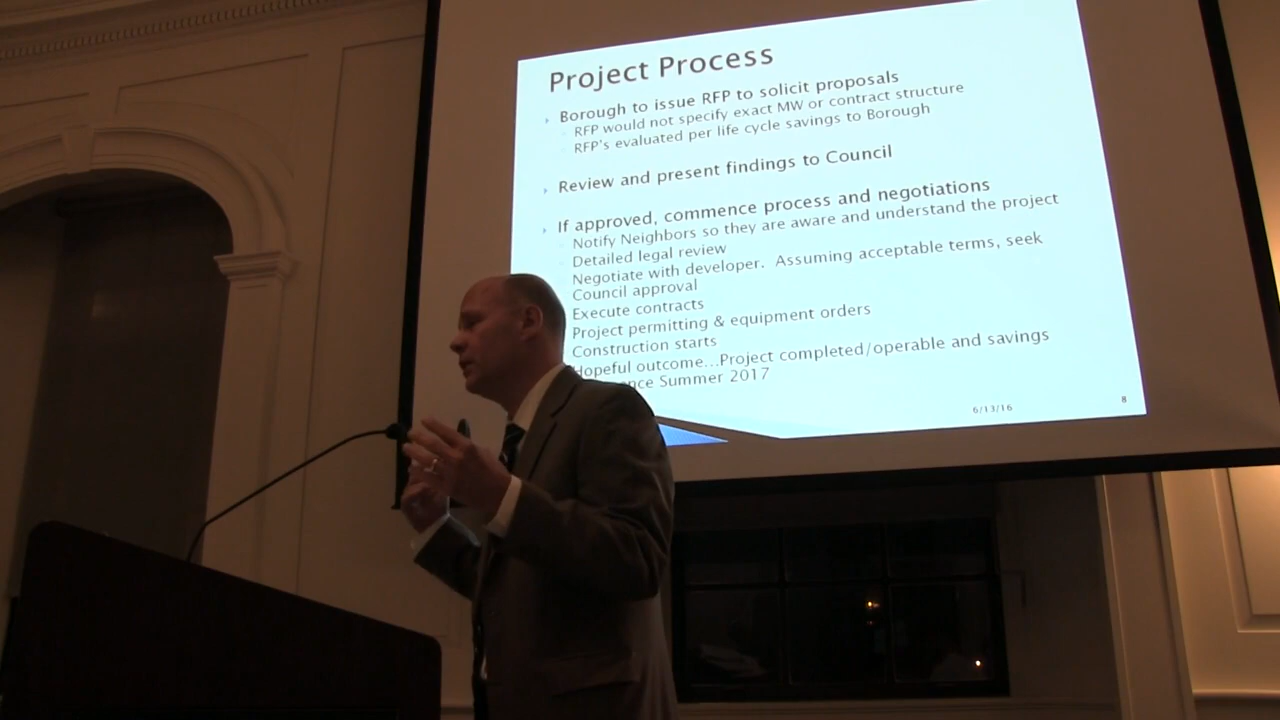 Project Process
Borough to issue RFP to solicit proposals
RFP would not specify exact MW or contract structure
RFP's evaluated per life cycle savings to Borough
Review and present findings to Council
If approved, commence process and negotiations
Notify Neighbors so they are aware and understand the project
Detailed legal review
Negotiate with developer. Assuming acceptable terms, seek
Council approval
Execute contracts
Project permitting & equipment orders
Construction starts
Hopeful outcome...Project completed/operable and savings
Summer 2017
6/13/16
8